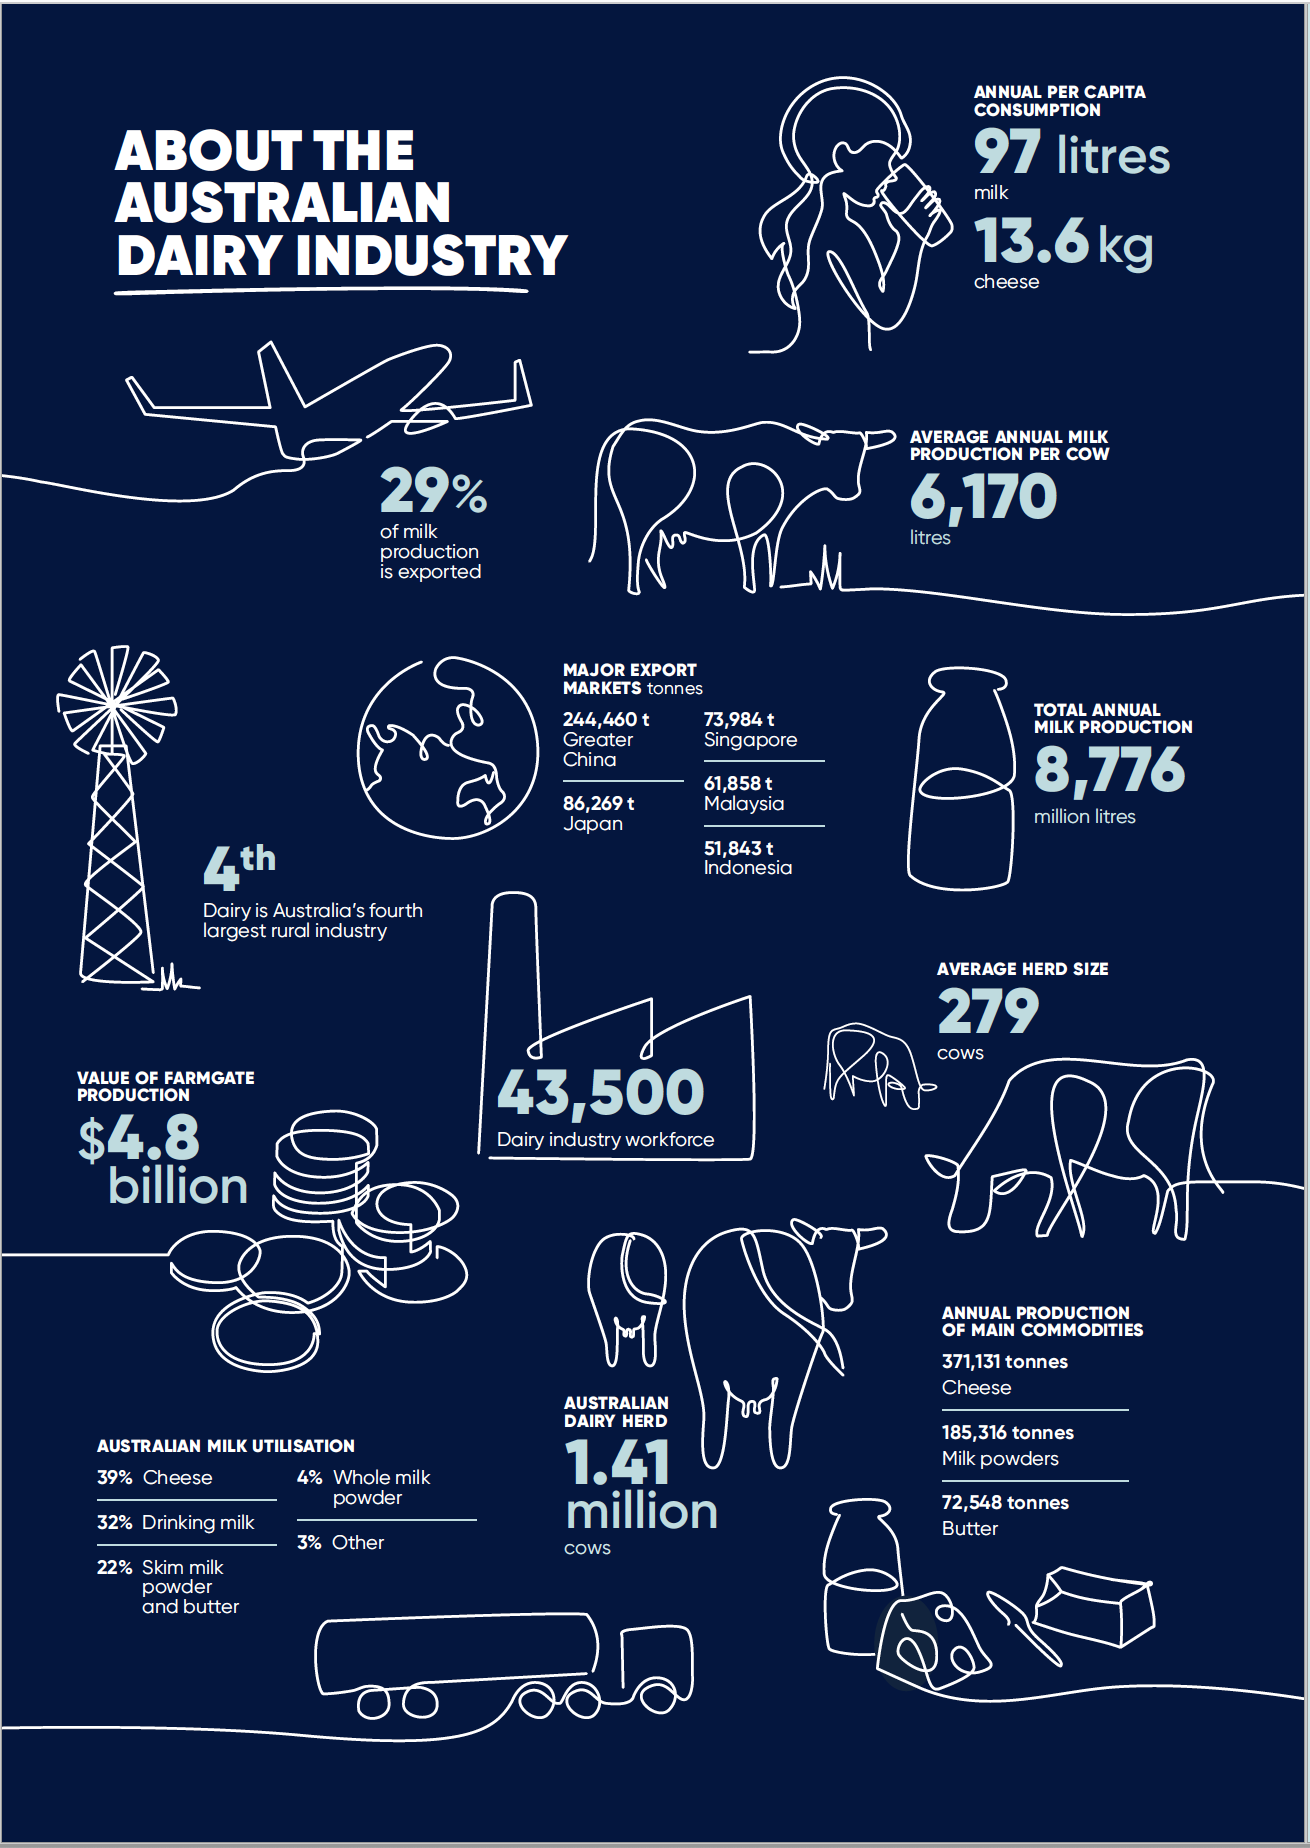 ABOUT THE
AUSTRALIAN
DAIRY INDUSTRY
ANNUAL PER CAPITA
CONSUMPTION
97 litres
milk
13.6 kg
cheese
29%
of milk
production
is exported
AVERAGE ANNUAL MILK
PRODUCTION PER COW
6,170
litres
4th
Dairy is Australia's fourth
largest rural industry
MAJOR EXPORT
MARKETS tonnes
244,460 t
Greater
China
86,269 t
Japan
73,984 t
Singapore
61,858 t
Malaysia
51,843 t
Indonesia
TOTAL ANNUAL
MILK PRODUCTION
8,776
million litres
AVERAGE HERD SIZE
279
cows
43,500
Dairy industry workforce
VALUE OF FARMGATE
PRODUCTION
$4.8
billion
AUSTRALIAN MILK UTILISATION
39% Cheese
32% Drinking milk
22% Skim milk
powder
and butter
4% Whole milk
powder
3% Other
AUSTRALIAN
DAIRY HERD
1.41
million
cows
ANNUAL PRODUCTION
OF MAIN COMMODITIES
371,131 tonnes
Cheese
185,316 tonnes
Milk powders
72,548 tonnes
Butter